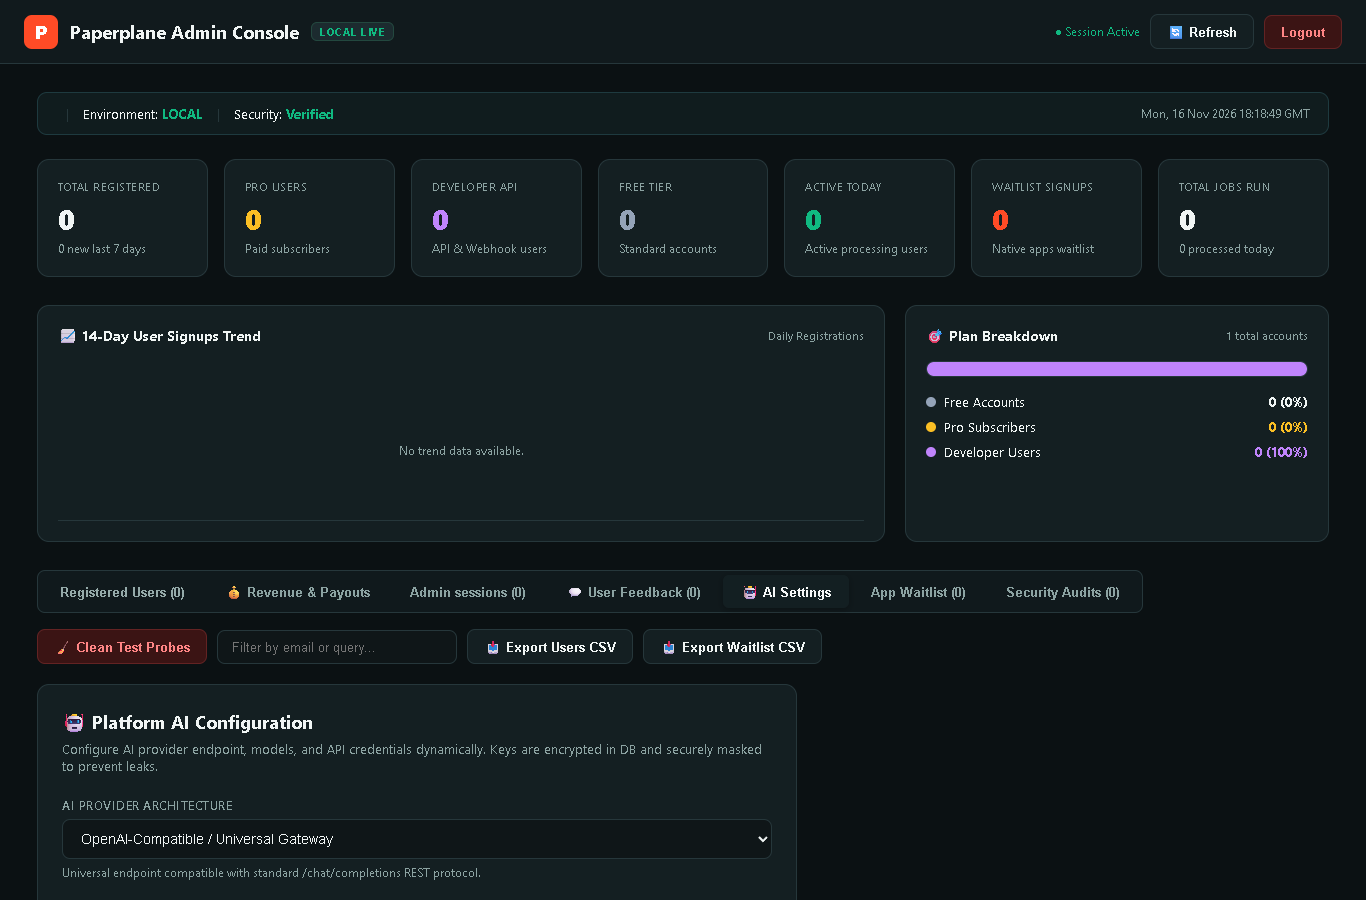 P Paperplane Admin Console LOCAL LIVE ● Session Active Refresh Logout
Environment: LOCAL Security: Verified Mon, 16 Nov 2026 18:18:49 GMT
TOTAL REGISTERED
0
0 new last 7 days
PRO USERS
0
Paid subscribers
DEVELOPER API
0
API & Webhook users
FREE TIER
0
Standard accounts
ACTIVE TODAY
0
Active processing users
WAITLIST SIGNUPS
0
Native apps waitlist
TOTAL JOBS RUN
0
0 processed today
14-Day User Signups Trend Daily Registrations
No trend data available.
Plan Breakdown 1 total accounts
Free Accounts 0 (0%)
Pro Subscribers 0 (0%)
Developer Users 0 (100%)
Registered Users (0) Revenue & Payouts Admin sessions (0) User Feedback (0) AI Settings App Waitlist (0) Security Audits (0)
Clean Test Probes Filter by email or query... Export Users CSV Export Waitlist CSV
Platform AI Configuration
Configure AI provider endpoint, models, and API credentials dynamically. Keys are encrypted in DB and securely masked
to prevent leaks.
AI PROVIDER ARCHITECTURE
OpenAI-Compatible / Universal Gateway
Universal endpoint compatible with standard /chat/completions REST protocol.